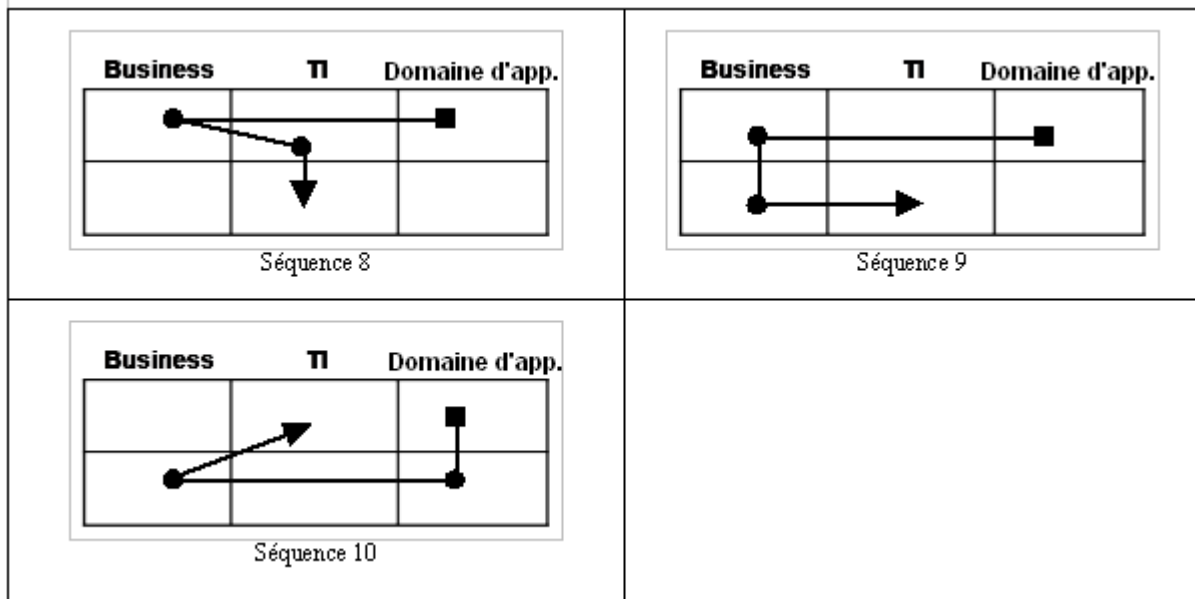 Business TI Domaine d'app.
Séquence 8
Business TI Domaine d'app.
Séquence 9
Business TI Domaine d'app.
Séquence 10